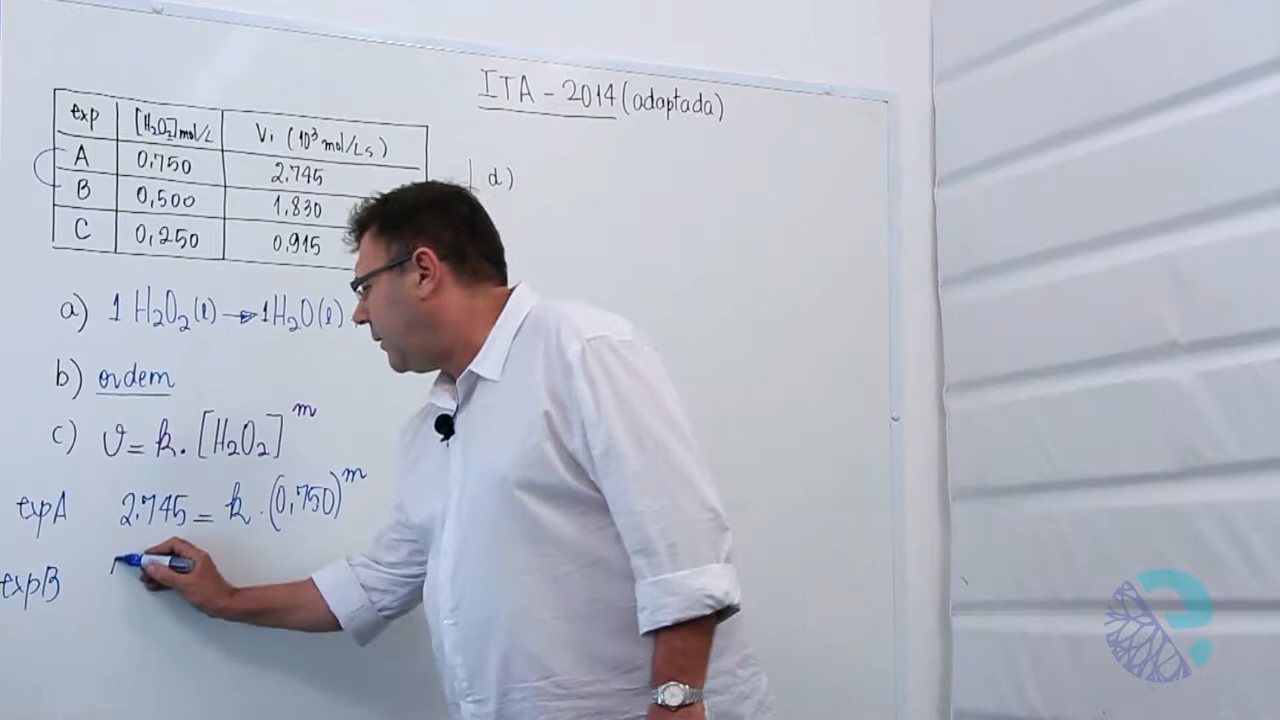 ITA - 2014 (adaptada)
exp [H₂O₂] mol/L Vi (10³ mol/Ls)
A 0,750 2,745
B 0,500 1,830
C 0,250 0,915
d)
a) 1 H₂O₂(l) → 1 H₂O(l)
b) ordem
c) v = k . [H₂O₂]ᵐ
expA 2,745 = k . (0,750)ᵐ
expB